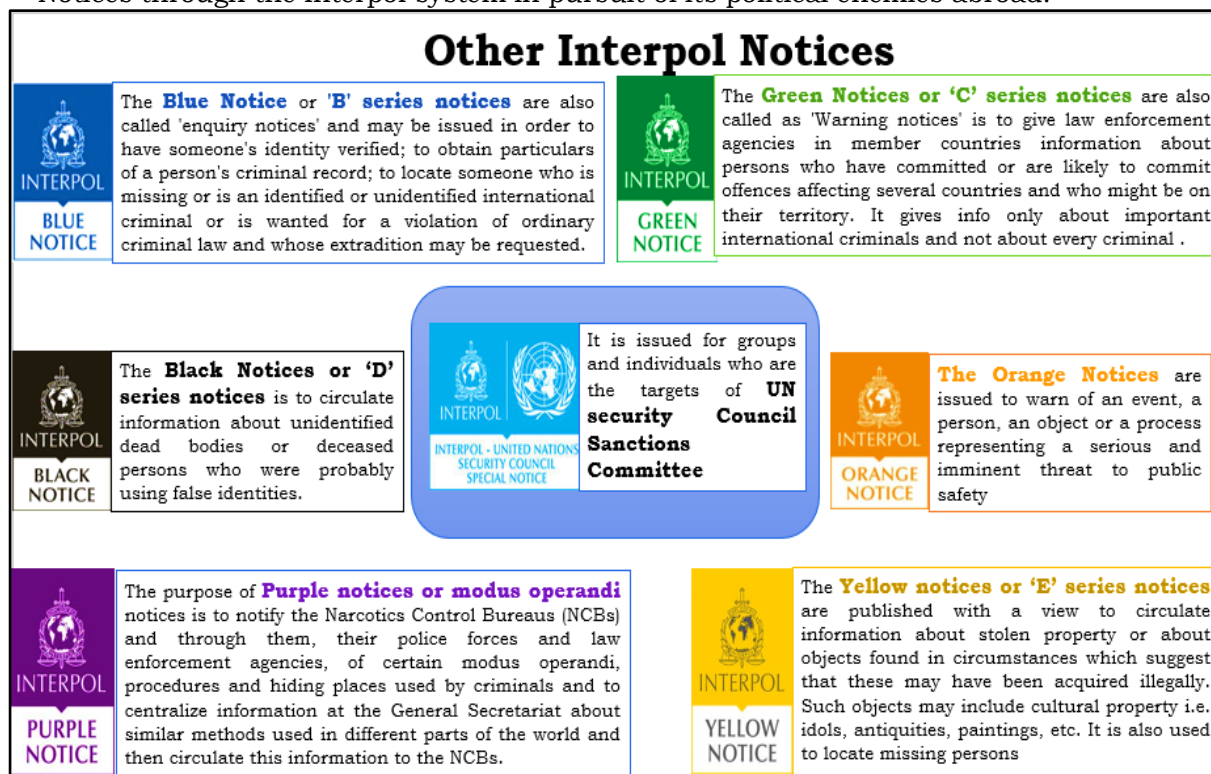 Notices through the Interpol system in pursuit of its political enemies abroad.
Other Interpol Notices
INTERPOL
BLUE
NOTICE
The Blue Notice or 'B' series notices are also
called 'enquiry notices' and may be issued in order to
have someone's identity verified; to obtain particulars
of a person's criminal record; to locate someone who is
missing or is an identified or unidentified international
criminal or is wanted for a violation of ordinary
criminal law and whose extradition may be requested.
INTERPOL
GREEN
NOTICE
The Green Notices or ‘C’ series notices are also
called as 'Warning notices' is to give law enforcement
agencies in member countries information about
persons who have committed or are likely to commit
offences affecting several countries and who might be on
their territory. It gives info only about important
international criminals and not about every criminal .
INTERPOL
BLACK
NOTICE
The Black Notices or ‘D’
series notices is to circulate
information about unidentified
dead bodies or deceased
persons who were probably
using false identities.
INTERPOL
INTERPOL - UNITED NATIONS
SECURITY COUNCIL
SPECIAL NOTICE
It is issued for groups
and individuals who are
the targets of UN
security Council
Sanctions
Committee
INTERPOL
ORANGE
NOTICE
The Orange Notices are
issued to warn of an event, a
person, an object or a process
representing a serious and
imminent threat to public
safety
INTERPOL
PURPLE
NOTICE
The purpose of Purple notices or modus operandi
notices is to notify the Narcotics Control Bureaus (NCBs)
and through them, their police forces and law
enforcement agencies, of certain modus operandi,
procedures and hiding places used by criminals and to
centralize information at the General Secretariat about
similar methods used in different parts of the world and
then circulate this information to the NCBs.
INTERPOL
YELLOW
NOTICE
The Yellow notices or ‘E’ series notices
are published with a view to circulate
information about stolen property or about
objects found in circumstances which suggest
that these may have been acquired illegally.
Such objects may include cultural property i.e.
idols, antiquities, paintings, etc. It is also used
to locate missing persons